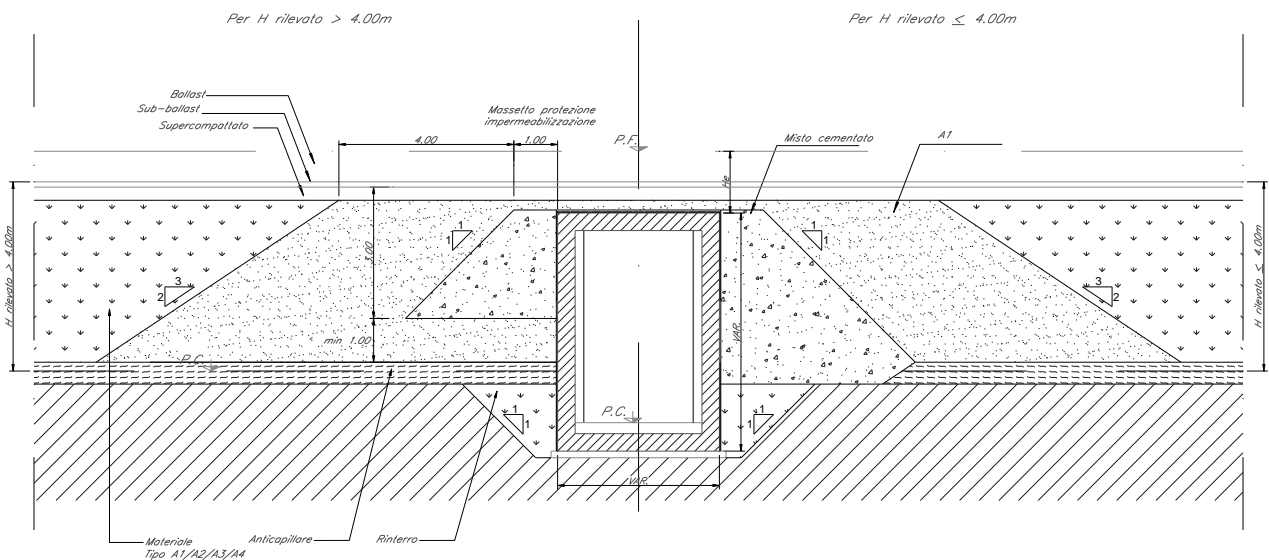 Per H rilevato > 4.00m
Per H rilevato ≤ 4.00m
Ballast
Sub-ballast
Supercompattato
Massetto protezione
impermeabilizzazione
4.00
1.00
P.F.
He
Misto cementato
A1
H rilevato > 4.00m
H rilevato ≤ 4.00m
1
1
1
1
3.00
3
2
3
2
VAR.
min 1.00
P.C.
P.C.
1
1
1
1
VAR.
Materiale
Tipo A1/A2/A3/A4
Anticapillare
Rinterro